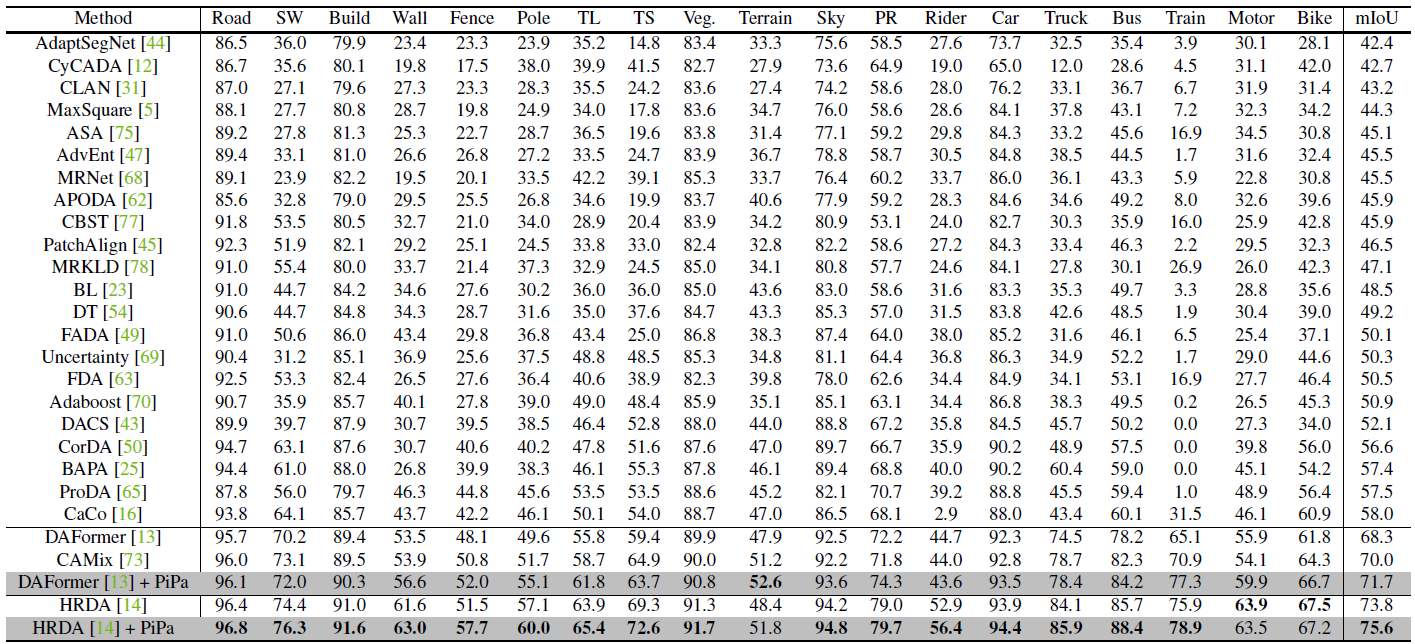 Method Road SW Build Wall Fence Pole TL TS Veg. Terrain Sky PR Rider Car Truck Bus Train Motor Bike mIoU
AdaptSegNet [44] 86.5 36.0 79.9 23.4 23.3 23.9 35.2 14.8 83.4 33.3 75.6 58.5 27.6 73.7 32.5 35.4 3.9 30.1 28.1 42.4
CyCADA [12] 86.7 35.6 80.1 19.8 17.5 38.0 39.9 41.5 82.7 27.9 73.6 64.9 19.0 65.0 12.0 28.6 4.5 31.1 42.0 42.7
CLAN [31] 87.0 27.1 79.6 27.3 23.3 28.3 35.5 24.2 83.6 27.4 74.2 58.6 28.0 76.2 33.1 36.7 6.7 31.9 31.4 43.2
MaxSquare [5] 88.1 27.7 80.8 28.7 19.8 24.9 34.0 17.8 83.6 34.7 76.0 58.6 28.6 84.1 37.8 43.1 7.2 32.3 34.2 44.3
ASA [75] 89.2 27.8 81.3 25.3 22.7 28.7 36.5 19.6 83.8 31.4 77.1 59.2 29.8 84.3 33.2 45.6 16.9 34.5 30.8 45.1
AdvEnt [47] 89.4 33.1 81.0 26.6 26.8 27.2 33.5 24.7 83.9 36.7 78.8 58.7 30.5 84.8 38.5 44.5 1.7 31.6 32.4 45.5
MRNet [68] 89.1 23.9 82.2 19.5 20.1 33.5 42.2 39.1 85.3 33.7 76.4 60.2 33.7 86.0 36.1 43.3 5.9 22.8 30.8 45.5
APODA [62] 85.6 32.8 79.0 29.5 25.5 26.8 34.6 19.9 83.7 40.6 77.9 59.2 28.3 84.6 34.6 49.2 8.0 32.6 39.6 45.9
CBST [77] 91.8 53.5 80.5 32.7 21.0 34.0 28.9 20.4 83.9 34.2 80.9 53.1 24.0 82.7 30.3 35.9 16.0 25.9 42.8 45.9
PatchAlign [45] 92.3 51.9 82.1 29.2 25.1 24.5 33.8 33.0 82.4 32.8 82.2 58.6 27.2 84.3 33.4 46.3 2.2 29.5 32.3 46.5
MRKLD [78] 91.0 55.4 80.0 33.7 21.4 37.3 32.9 24.5 85.0 34.1 80.8 57.7 24.6 84.1 27.8 30.1 26.9 26.0 42.3 47.1
BL [23] 91.0 44.7 84.2 34.6 27.6 30.2 36.0 36.0 85.0 43.6 83.0 58.6 31.6 83.3 35.3 49.7 3.3 28.8 35.6 48.5
DT [54] 90.6 44.7 84.8 34.3 28.7 31.6 35.0 37.6 84.7 43.3 85.3 57.0 31.5 83.8 42.6 48.5 1.9 30.4 39.0 49.2
FADA [49] 91.0 50.6 86.0 43.4 29.8 36.8 43.4 25.0 86.8 38.3 87.4 64.0 38.0 85.2 31.6 46.1 6.5 25.4 37.1 50.1
Uncertainty [69] 90.4 31.2 85.1 36.9 25.6 37.5 48.8 48.5 85.3 34.8 81.1 64.4 36.8 86.3 34.9 52.2 1.7 29.0 44.6 50.3
FDA [63] 92.5 53.3 82.4 26.5 27.6 36.4 40.6 38.9 82.3 39.8 78.0 62.6 34.4 84.9 34.1 53.1 16.9 27.7 46.4 50.5
Adaboost [70] 90.7 35.9 85.7 40.1 27.8 39.0 49.0 48.4 85.9 35.1 85.1 63.1 34.4 86.8 38.3 49.5 0.2 26.5 45.3 50.9
DACS [43] 89.9 39.7 87.9 30.7 39.5 38.5 46.4 52.8 88.0 44.0 88.8 67.2 35.8 84.5 45.7 50.2 0.0 27.3 34.0 52.1
CorDA [50] 94.7 63.1 87.6 30.7 40.6 40.2 47.8 51.6 87.6 47.0 89.7 66.7 35.9 90.2 48.9 57.5 0.0 39.8 56.0 56.6
BAPA [25] 94.4 61.0 88.0 26.8 39.9 38.3 46.1 55.3 87.8 46.1 89.4 68.8 40.0 90.2 60.4 59.0 0.0 45.1 54.2 57.4
ProDA [65] 87.8 56.0 79.7 46.3 44.8 45.6 53.5 53.5 88.6 45.2 82.1 70.7 39.2 88.8 45.5 59.4 1.0 48.9 56.4 57.5
CaCo [16] 93.8 64.1 85.7 43.7 42.2 46.1 50.1 54.0 88.7 47.0 86.5 68.1 2.9 88.0 43.4 60.1 31.5 46.1 60.9 58.0
DAFormer [13] 95.7 70.2 89.4 53.5 48.1 49.6 55.8 59.4 89.9 47.9 92.5 72.2 44.7 92.3 74.5 78.2 65.1 55.9 61.8 68.3
CAMix [73] 96.0 73.1 89.5 53.9 50.8 51.7 58.7 64.9 90.0 51.2 92.2 71.8 44.0 92.8 78.7 82.3 70.9 54.1 64.3 70.0
DAFormer [13] + PiPa 96.1 72.0 90.3 56.6 52.0 55.1 61.8 63.7 90.8 52.6 93.6 74.3 43.6 93.5 78.4 84.2 77.3 59.9 66.7 71.7
HRDA [14] 96.4 74.4 91.0 61.6 51.5 57.1 63.9 69.3 91.3 48.4 94.2 79.0 52.9 93.9 84.1 85.7 75.9 63.9 67.5 73.8
HRDA [14] + PiPa 96.8 76.3 91.6 63.0 57.7 60.0 65.4 72.6 91.7 51.8 94.8 79.7 56.4 94.4 85.9 88.4 78.9 63.5 67.2 75.6